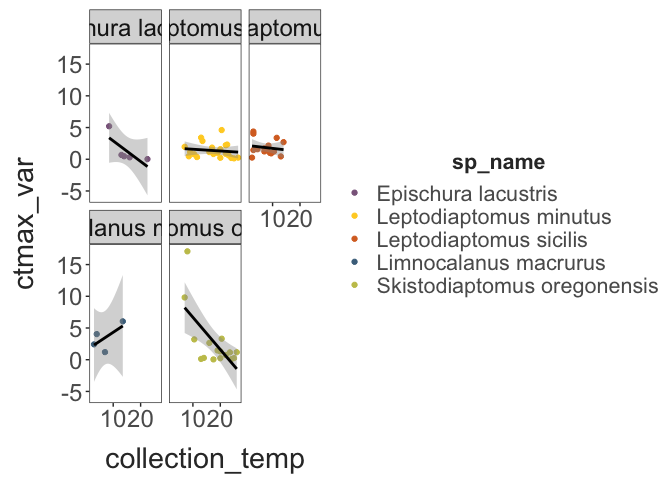 hura lac
ptomus
aptomu
15
10
5
0
-5
1020
lanus n
omus o
15
10
5
0
-5
1020
1020
ctmax_var
collection_temp
sp_name
Epischura lacustris
Leptodiaptomus minutus
Leptodiaptomus sicilis
Limnocalanus macrurus
Skistodiaptomus oregonensis